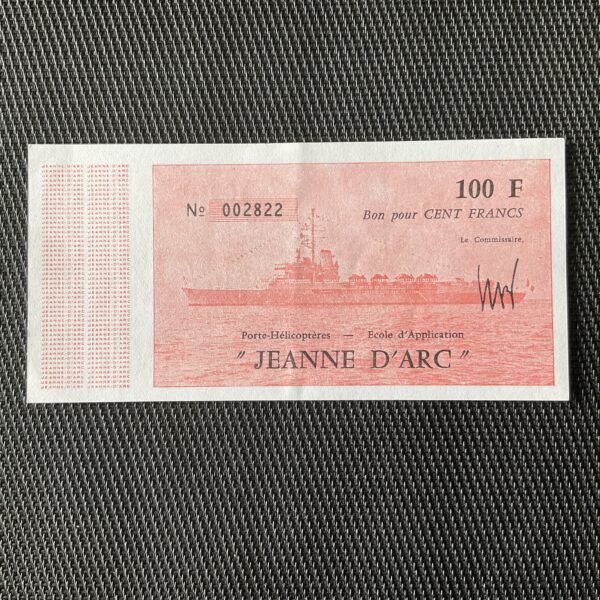 100 F
Nº 002822
Bon pour CENT FRANCS
Le Commissaire,
Porte-Hélicoptères — Ecole d'Application
" JEANNE D'ARC "